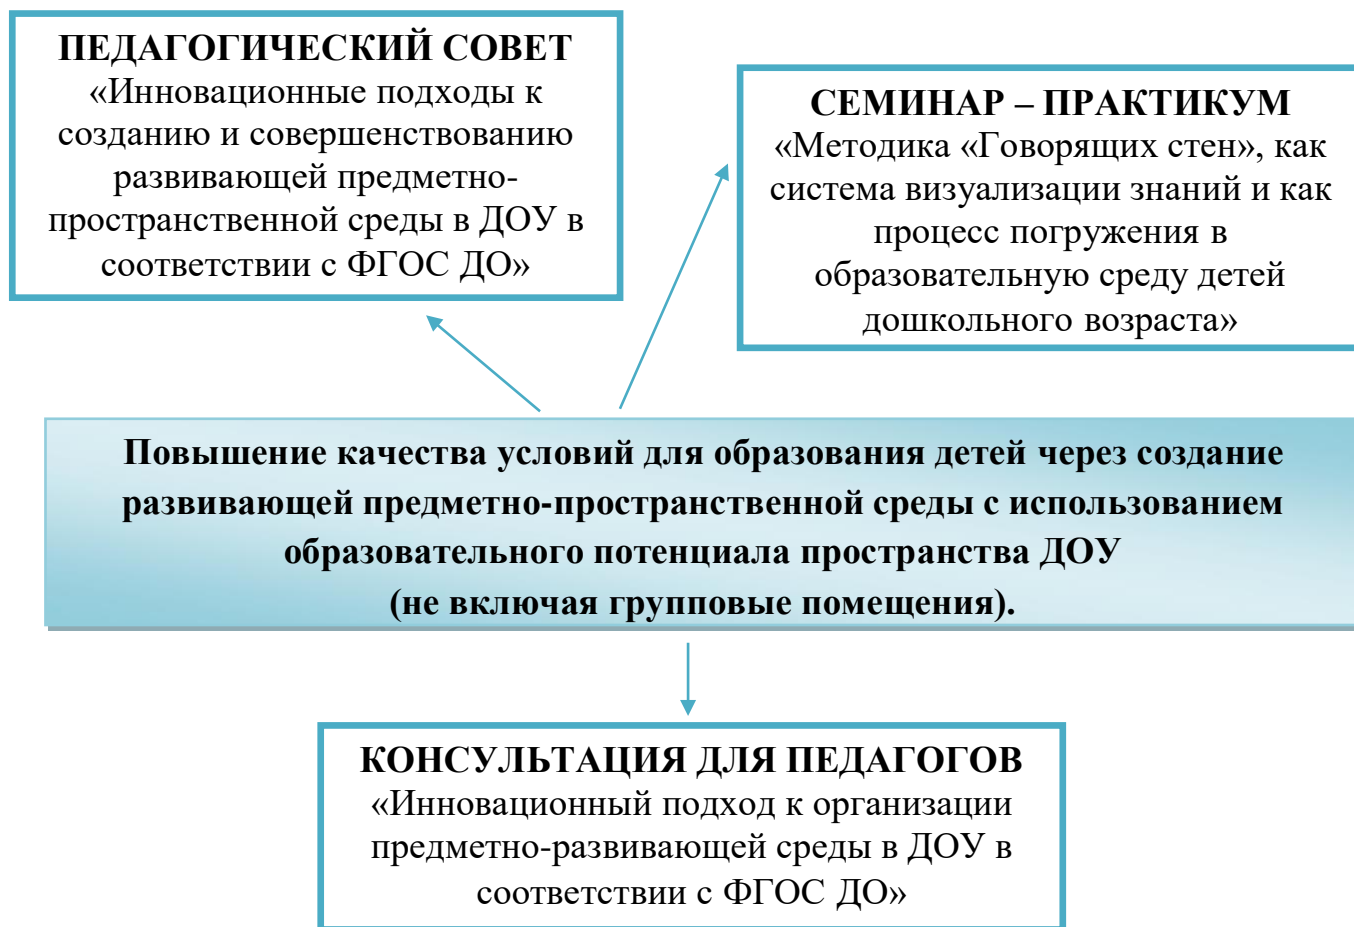 ПЕДАГОГИЧЕСКИЙ СОВЕТ
«Инновационные подходы к
созданию и совершенствованию
развивающей предметно-
пространственной среды в ДОУ в
соответствии с ФГОС ДО»
СЕМИНАР – ПРАКТИКУМ
«Методика «Говорящих стен», как
система визуализации знаний и как
процесс погружения в
образовательную среду детей
дошкольного возраста»
Повышение качества условий для образования детей через создание
развивающей предметно-пространственной среды с использованием
образовательного потенциала пространства ДОУ
(не включая групповые помещения).
КОНСУЛЬТАЦИЯ ДЛЯ ПЕДАГОГОВ
«Инновационный подход к организации
предметно-развивающей среды в ДОУ в
соответствии с ФГОС ДО»